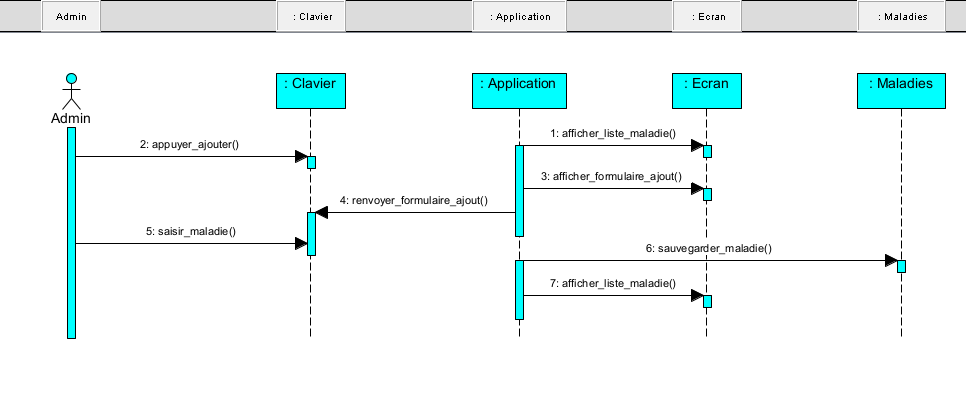 Admin
: Clavier
: Application
: Ecran
: Maladies
: Clavier
: Application
: Ecran
: Maladies
Admin
1: afficher_liste_maladie()
2: appuyer_ajouter()
3: afficher_formulaire_ajout()
4: renvoyer_formulaire_ajout()
5: saisir_maladie()
6: sauvegarder_maladie()
7: afficher_liste_maladie()